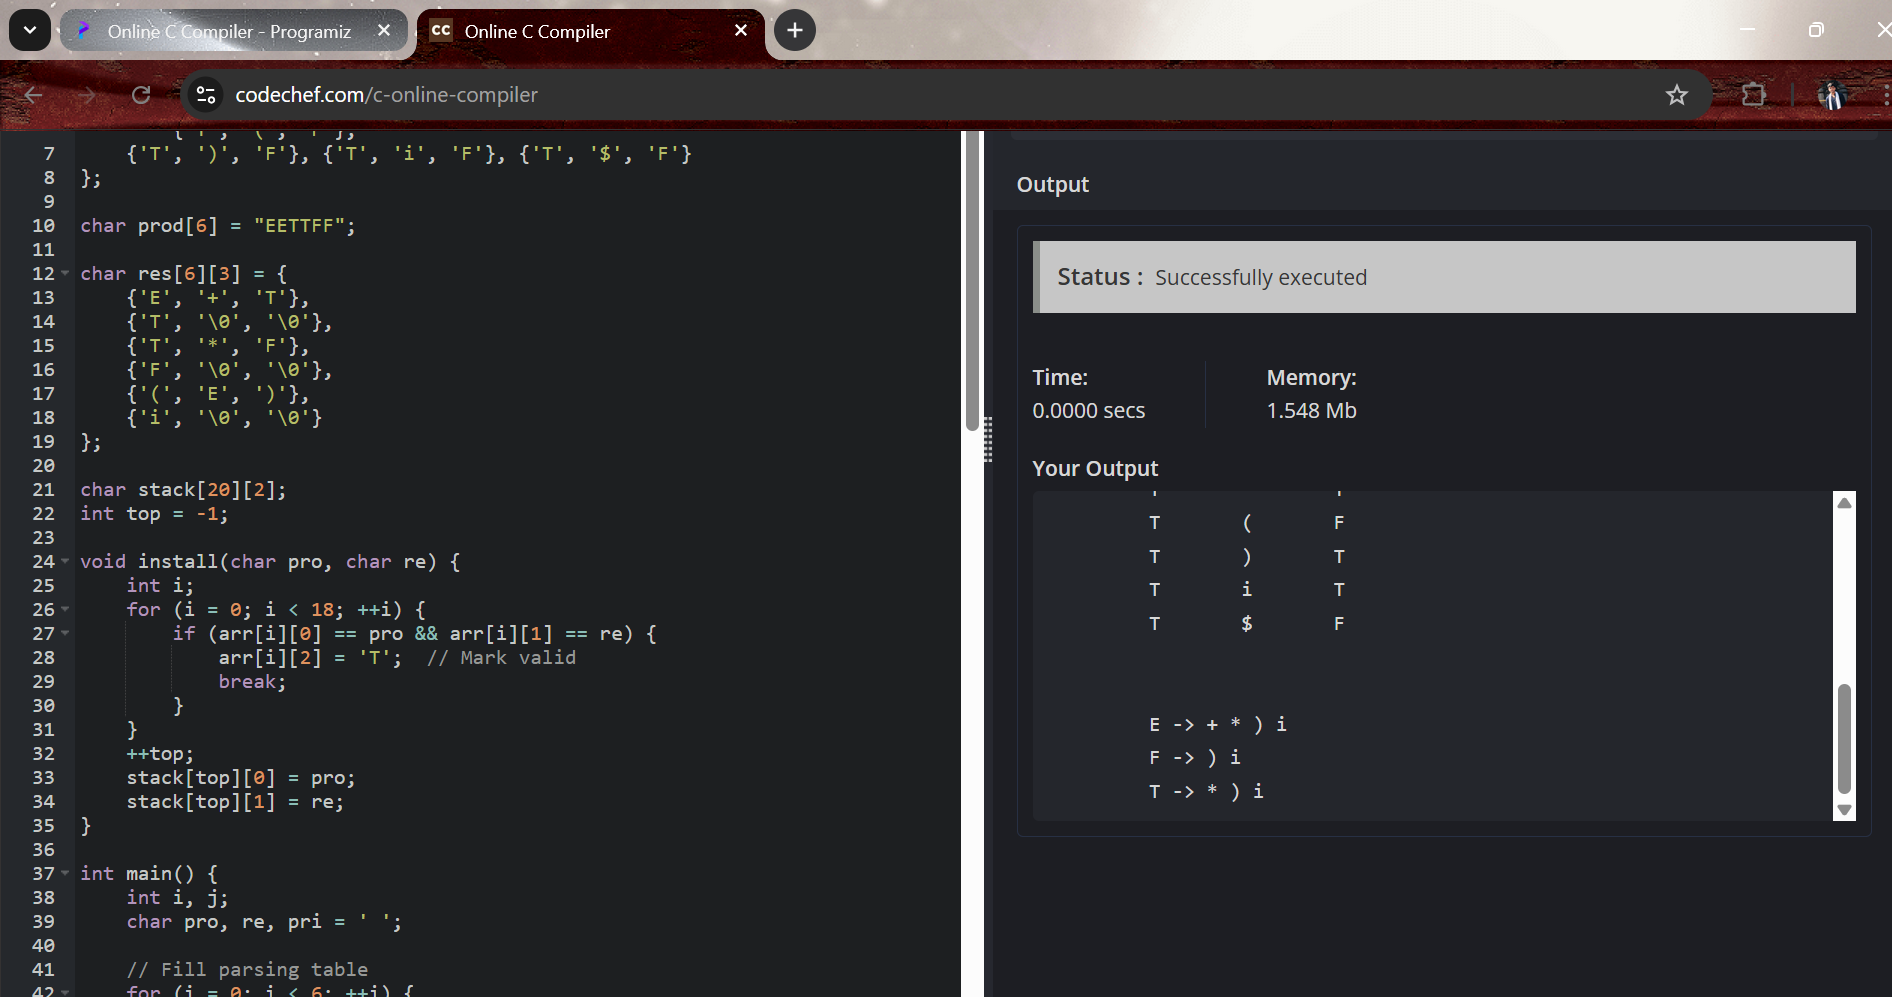 Online C Compiler - Programiz
CC Online C Compiler
codechef.com/c-online-compiler
7     {'T', ')', 'F'}, {'T', 'i', 'F'}, {'T', '$', 'F'}
8 };
9
10 char prod[6] = "EETTFF";
11
12 char res[6][3] = {
13     {'E', '+', 'T'},
14     {'T', '\0', '\0'},
15     {'T', '*', 'F'},
16     {'F', '\0', '\0'},
17     {'(', 'E', ')'},
18     {'i', '\0', '\0'}
19 };
20
21 char stack[20][2];
22 int top = -1;
23
24 void install(char pro, char re) {
25     int i;
26     for (i = 0; i < 18; ++i) {
27         if (arr[i][0] == pro && arr[i][1] == re) {
28             arr[i][2] = 'T';  // Mark valid
29             break;
30         }
31     }
32     ++top;
33     stack[top][0] = pro;
34     stack[top][1] = re;
35 }
36
37 int main() {
38     int i, j;
39     char pro, re, pri = ' ';
40
41     // Fill parsing table
42     for (i = 0; i < 6; ++i) {
Output
Status : Successfully executed
Time:
0.0000 secs
Memory:
1.548 Mb
Your Output
T ( F
T ) T
T i T
T $ F
E -> + * ) i
F -> ) i
T -> * ) i